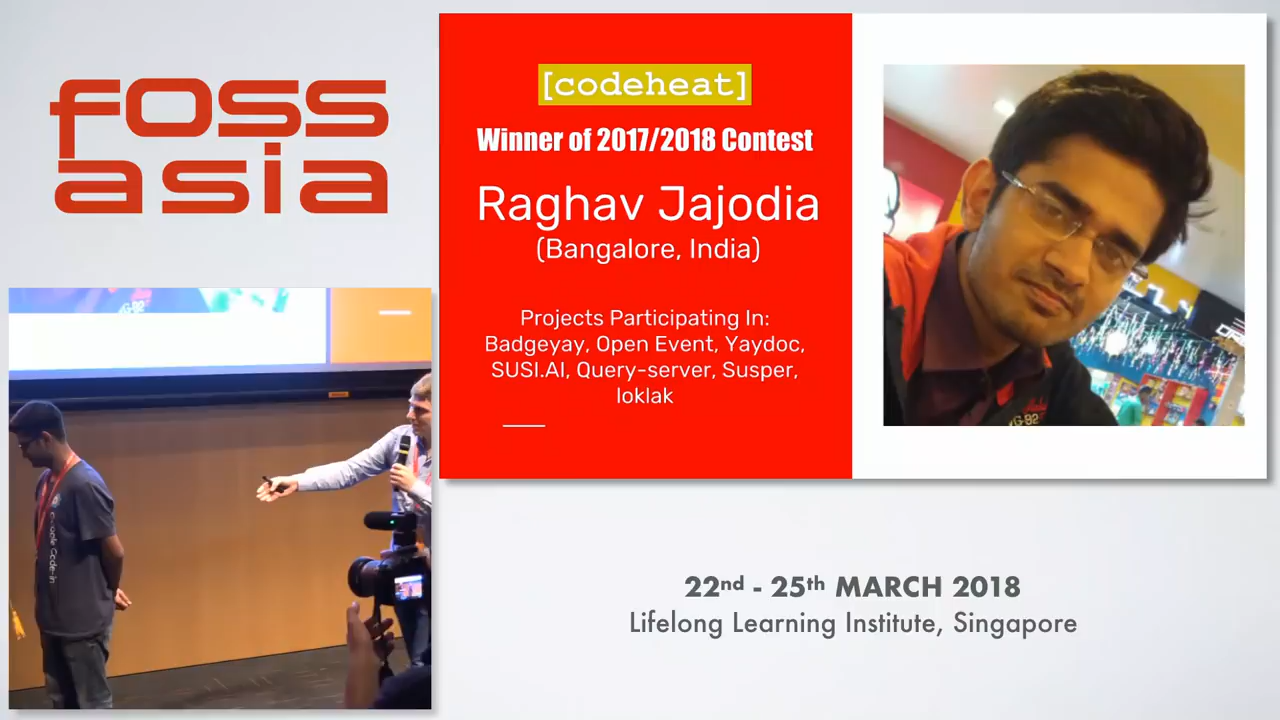 foss
asia
[codeheat]
Winner of 2017/2018 Contest
Raghav Jajodia
(Bangalore, India)
Projects Participating In:
Badgeyay, Open Event, Yaydoc,
SUSI.AI, Query-server, Susper,
loklak
22nd - 25th MARCH 2018
Lifelong Learning Institute, Singapore